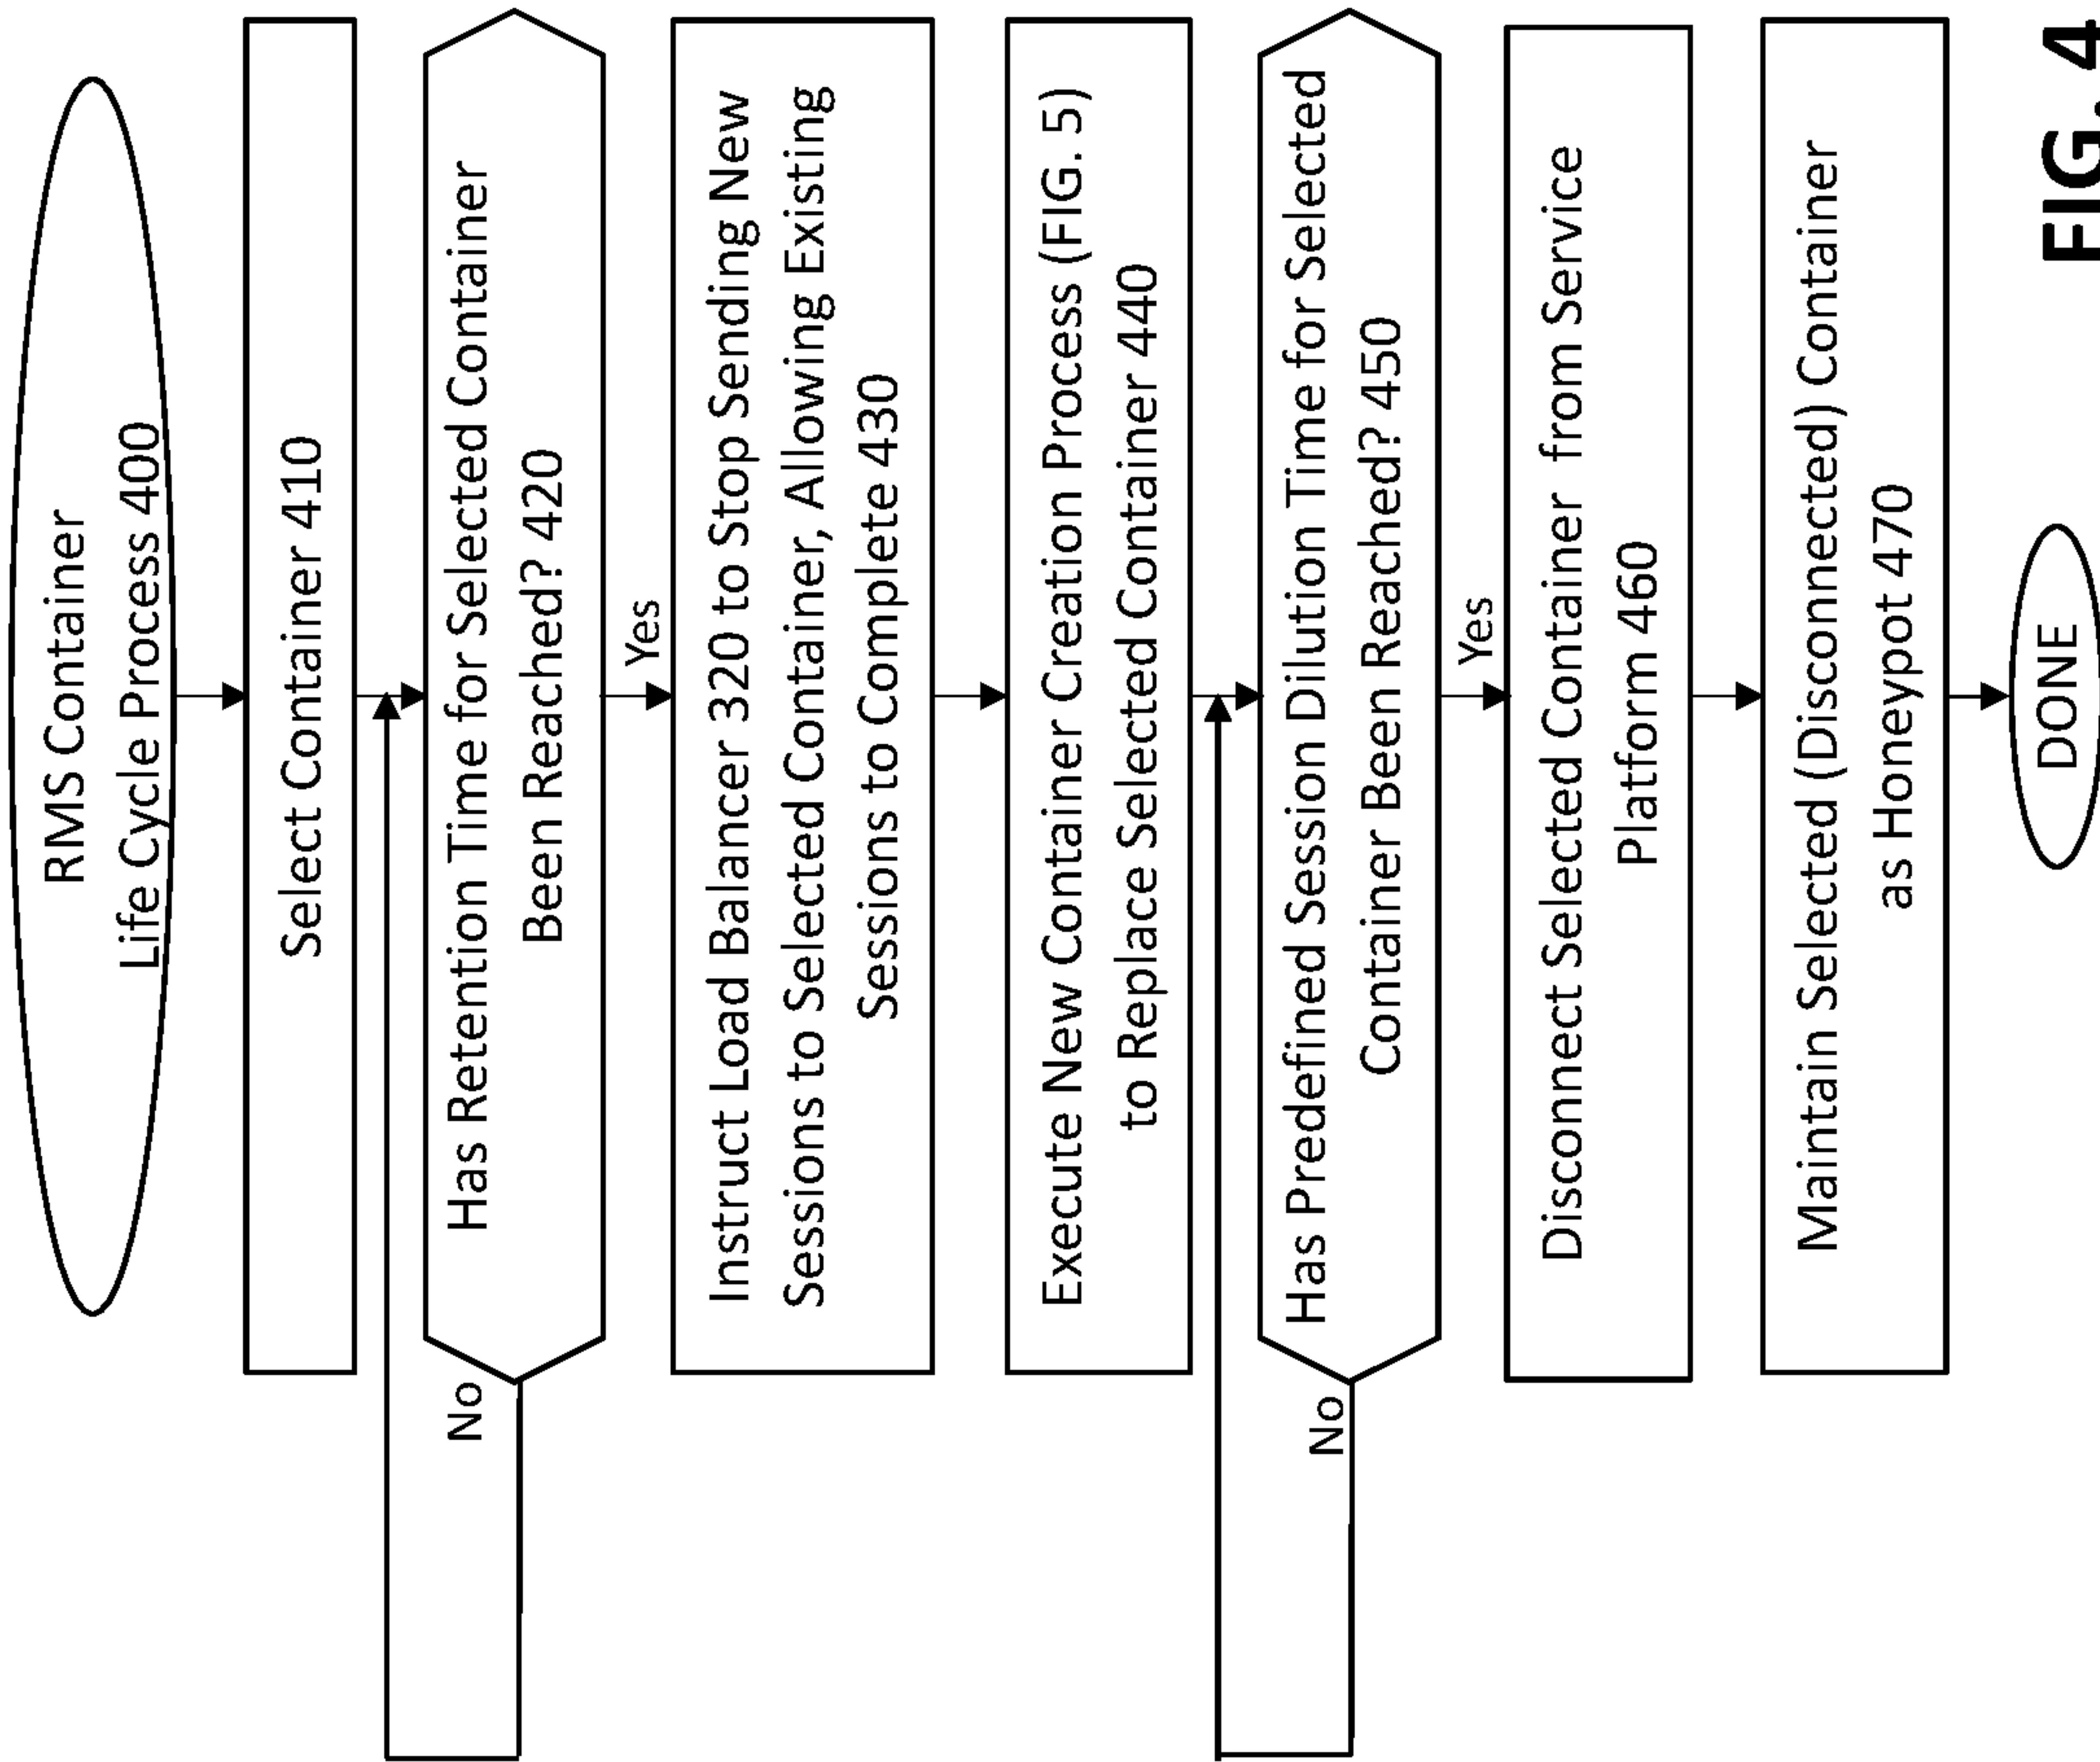 RMS Container
Life Cycle Process 400
Select Container 410
Has Retention Time for Selected Container
Been Reached? 420
No
Yes
Instruct Load Balancer 320 to Stop Sending New
Sessions to Selected Container, Allowing Existing
Sessions to Complete 430
Execute New Container Creation Process (FIG. 5)
to Replace Selected Container 440
Has Predefined Session Dilution Time for Selected
Container Been Reached? 450
No
Yes
Disconnect Selected Container from Service
Platform 460
Maintain Selected (Disconnected) Container
as Honeypot 470
DONE
FIG. 4